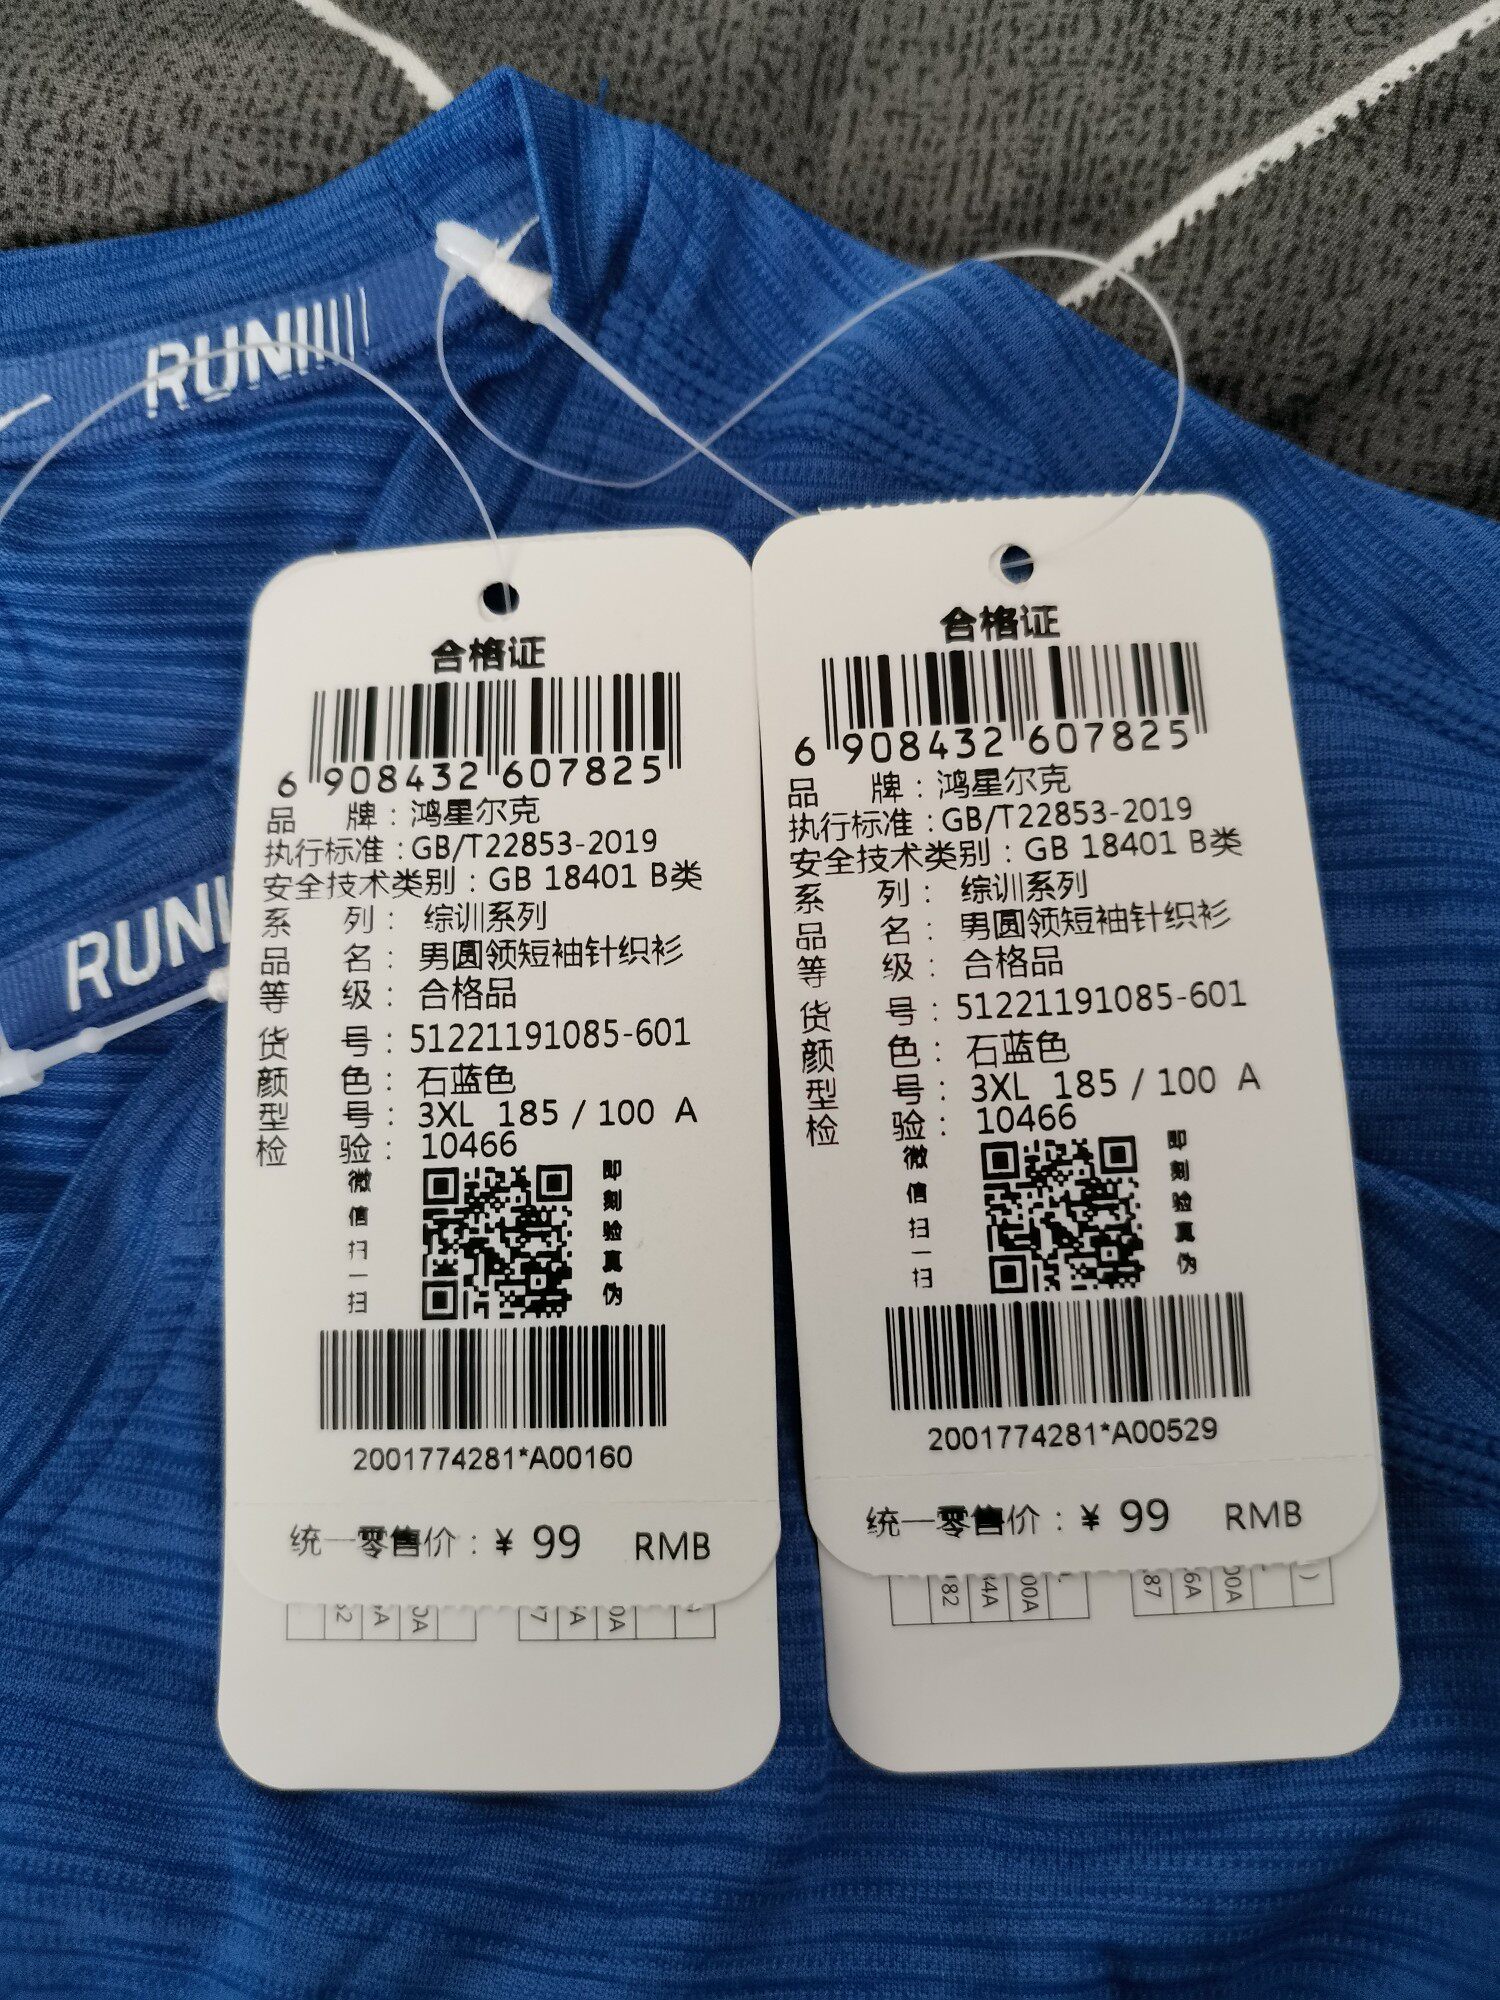 RUN
RUN
合格证
6 908432 607825
品 牌：鸿星尔克
执行标准：GB/T22853-2019
安全技术类别：GB 18401 B类
系 列： 综训系列
品 名： 男圆领短袖针织衫
等 级： 合格品
货 号：51221191085-601
颜 色： 石蓝色
型 号： 3XL 185 / 100 A
检 验： 10466
微信扫一扫
即刻验真伪
2001774281*A00160
统一零售价：¥ 99 RMB
合格证
6 908432 607825
品 牌：鸿星尔克
执行标准：GB/T22853-2019
安全技术类别：GB 18401 B类
系 列： 综训系列
品 名： 男圆领短袖针织衫
等 级： 合格品
货 号：51221191085-601
颜 色： 石蓝色
型 号： 3XL 185 / 100 A
检 验： 10466
微信扫一扫
即刻验真伪
2001774281*A00529
统一零售价：¥ 99 RMB